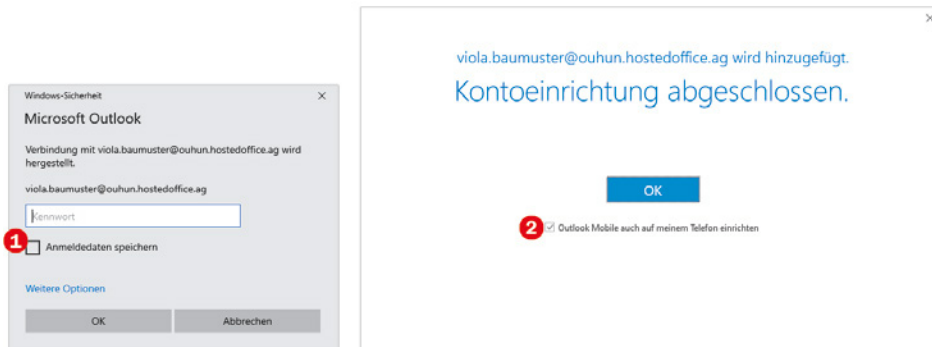 Windows-Sicherheit
Microsoft Outlook
Verbindung mit viola.baumuster@ouhun.hostedoffice.ag wird
hergestellt.
viola.baumuster@ouhun.hostedoffice.ag
Kennwort
1
Anmeldedaten speichern
Weitere Optionen
OK
Abbrechen
viola.baumuster@ouhun.hostedoffice.ag wird hinzugefügt.
Kontoeinrichtung abgeschlossen.
OK
2
Outlook Mobile auch auf meinem Telefon einrichten